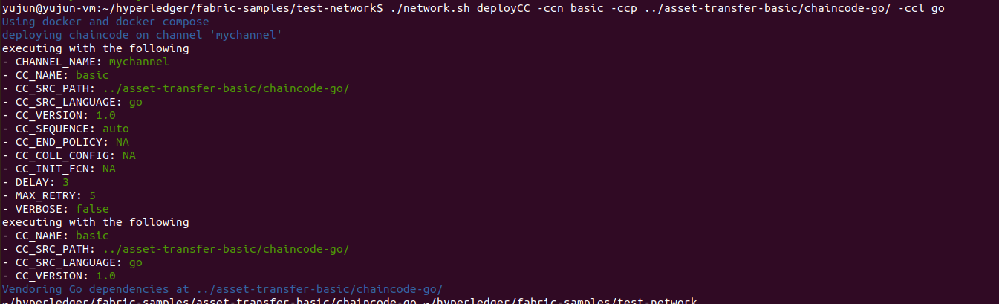 yujun@yujun-vm:~/hyperledger/fabric-samples/test-network$ ./network.sh deployCC -ccn basic -ccp ../asset-transfer-basic/chaincode-go/ -ccl go
Using docker and docker compose
deploying chaincode on channel 'mychannel'
executing with the following
- CHANNEL_NAME: mychannel
- CC_NAME: basic
- CC_SRC_PATH: ../asset-transfer-basic/chaincode-go/
- CC_SRC_LANGUAGE: go
- CC_VERSION: 1.0
- CC_SEQUENCE: auto
- CC_END_POLICY: NA
- CC_COLL_CONFIG: NA
- CC_INIT_FCN: NA
- DELAY: 3
- MAX_RETRY: 5
- VERBOSE: false
executing with the following
- CC_NAME: basic
- CC_SRC_PATH: ../asset-transfer-basic/chaincode-go/
- CC_SRC_LANGUAGE: go
- CC_VERSION: 1.0
Vendoring Go dependencies at ../asset-transfer-basic/chaincode-go/
~/hyperledger/fabric-samples/asset-transfer-basic/chaincode-go ~/hyperledger/fabric-samples/test-network